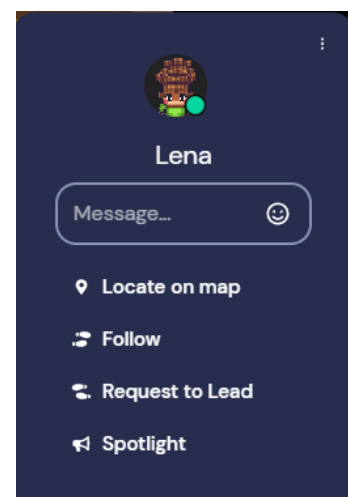 Lena
Message...
Locate on map
Follow
Request to Lead
Spotlight